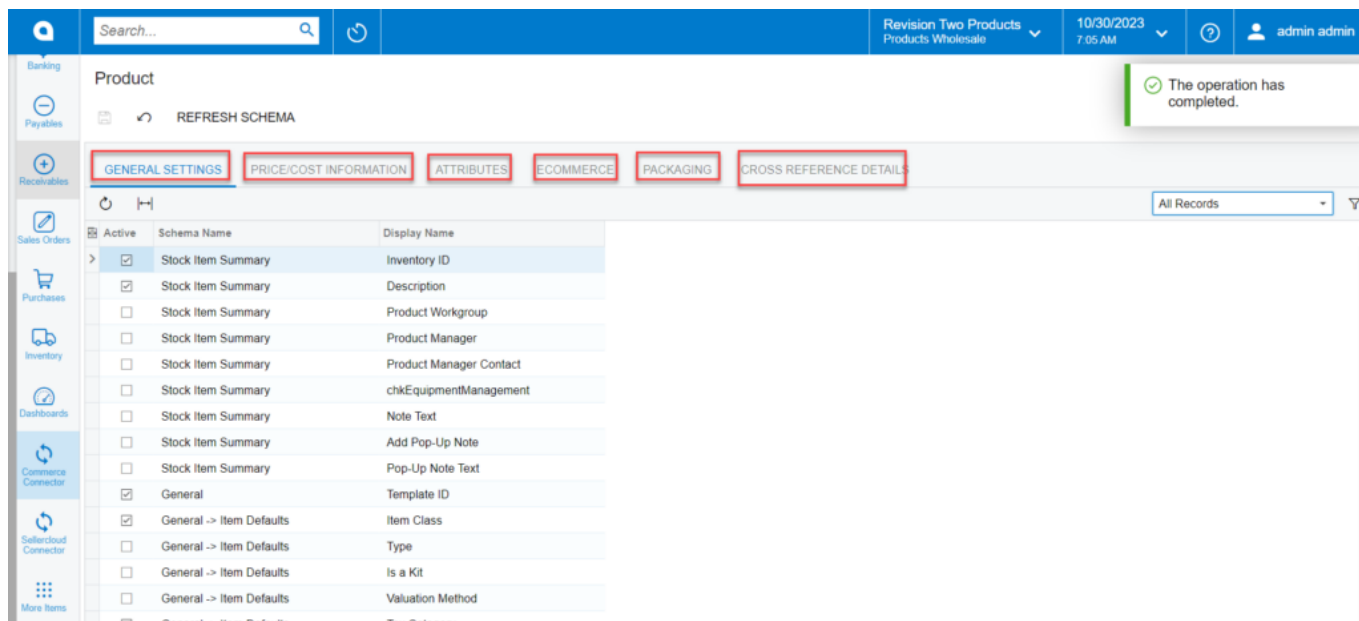 Search...
Revision Two Products
Products Wholesale
10/30/2023
7:05 AM
admin admin
Banking
Payables
Receivables
Sales Orders
Purchases
Inventory
Dashboards
Commerce
Connector
Sellercloud
Connector
More Items
Product
The operation has
completed.
REFRESH SCHEMA
GENERAL SETTINGS PRICE/COST INFORMATION ATTRIBUTES ECOMMERCE PACKAGING CROSS REFERENCE DETAILS
All Records
Active Schema Name Display Name
Stock Item Summary Inventory ID
Stock Item Summary Description
Stock Item Summary Product Workgroup
Stock Item Summary Product Manager
Stock Item Summary Product Manager Contact
Stock Item Summary chkEquipmentManagement
Stock Item Summary Note Text
Stock Item Summary Add Pop-Up Note
Stock Item Summary Pop-Up Note Text
General Template ID
General -> Item Defaults Item Class
General -> Item Defaults Type
General -> Item Defaults Is a Kit
General -> Item Defaults Valuation Method